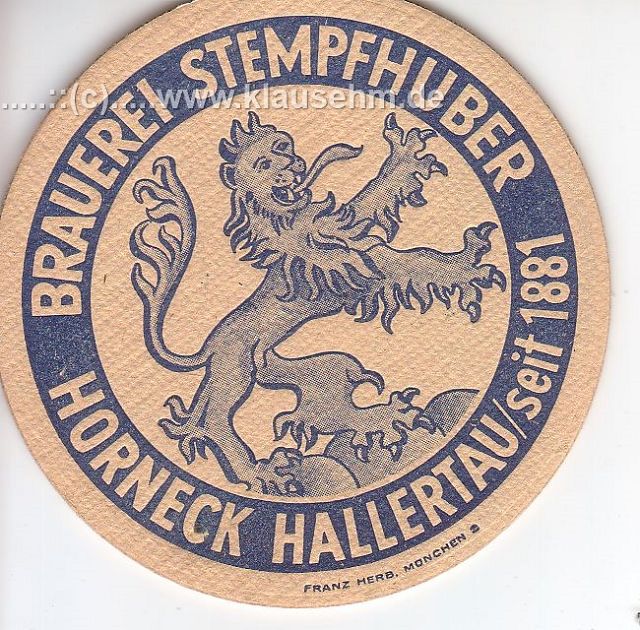 BRAUEREI STEMPFHUBER
HORNECK HALLERTAU/seit 1881
FRANZ HERB, MÜNCHEN 2
.....::(c)......www.klausehm.de